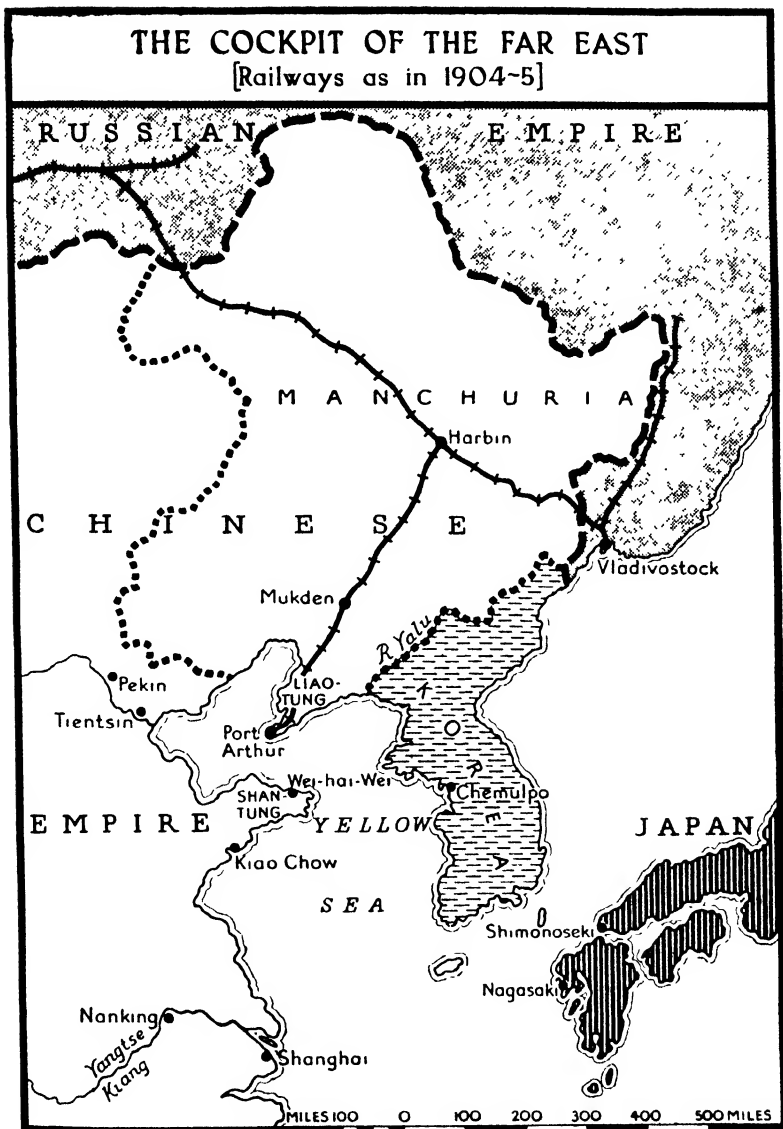 THE COCKPIT OF THE FAR EAST
[Railways as in 1904~5]
RUSSIAN EMPIRE
MANCHURIA
Harbin
CHINESE
Vladivostock
Mukden
R Yalu
Pekin
LIAO-
TUNG
Tientsin
Port
Arthur
KOREA
Wei-hai-Wei
Chemulpo
SHAN-
TUNG
EMPIRE
YELLOW
JAPAN
Kiao Chow
SEA
Shimonoseki
Nagasaki
Nanking
Yangtse
Kiang
Shanghai
MILES 100 0 100 200 300 400 500 MILES